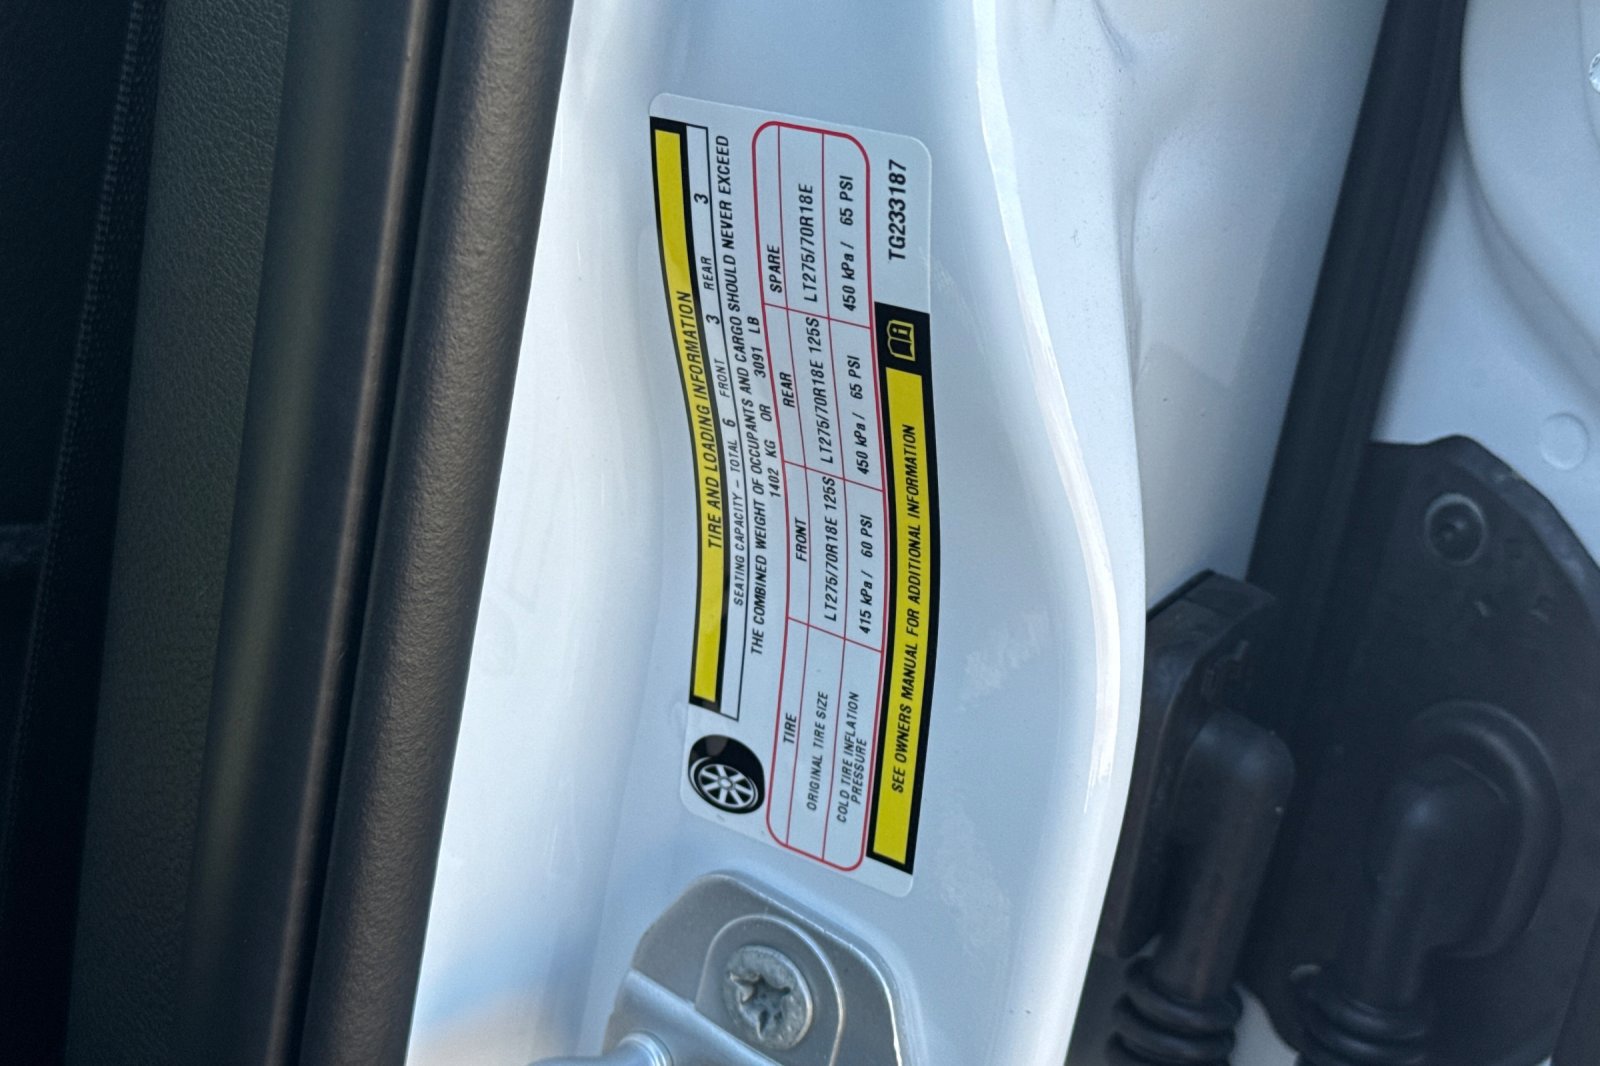 TIRE AND LOADING INFORMATION
SEATING CAPACITY – TOTAL 6 FRONT 3 REAR 3
THE COMBINED WEIGHT OF OCCUPANTS AND CARGO SHOULD NEVER EXCEED
1402 KG OR 3091 LB
TIRE FRONT REAR SPARE
ORIGINAL TIRE SIZE LT275/70R18E 125S LT275/70R18E 125S LT275/70R18E
COLD TIRE INFLATION PRESSURE 415 kPa / 60 PSI 450 kPa / 65 PSI 450 kPa / 65 PSI
SEE OWNERS MANUAL FOR ADDITIONAL INFORMATION
TG233187